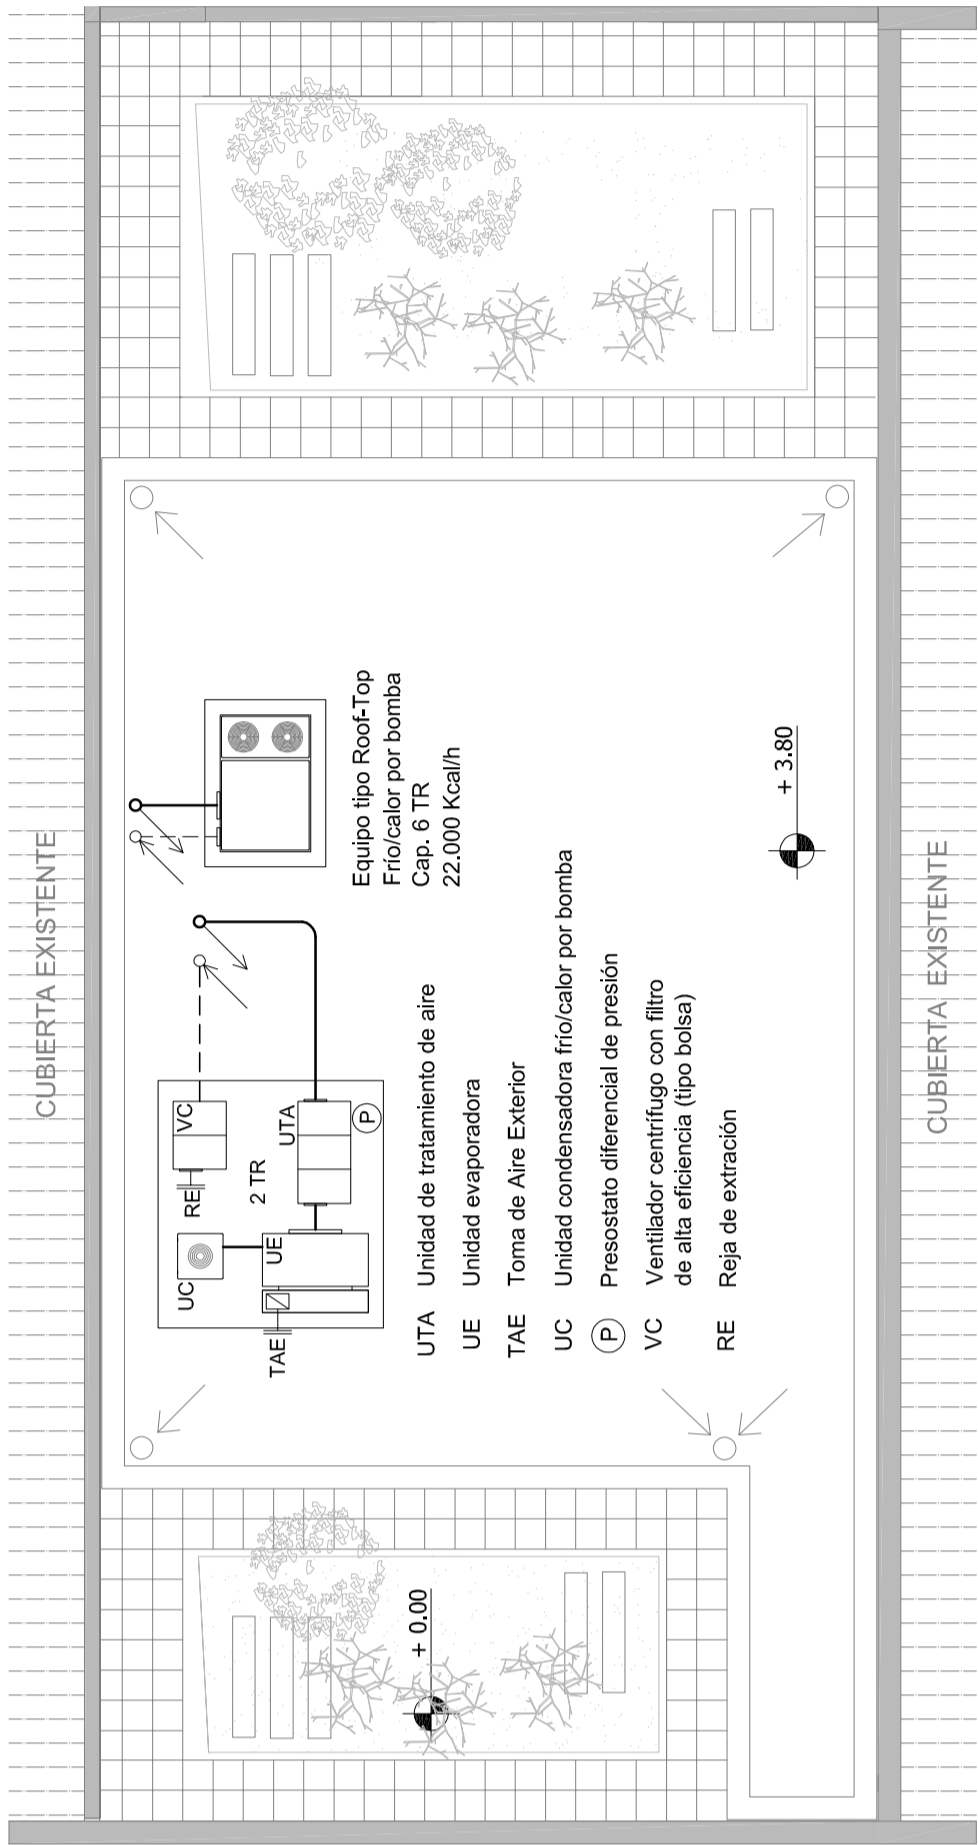 CUBIERTA EXISTENTE
VC
RE
2 TR
UTA
P
UC
UE
TAE
Equipo tipo Roof-Top
Frío/calor por bomba
Cap. 6 TR
22.000 Kcal/h
UTA Unidad de tratamiento de aire
UE Unidad evaporadora
TAE Toma de Aire Exterior
UC Unidad condensadora frío/calor por bomba
P Presostato diferencial de presión
VC Ventilador centrífugo con filtro
de alta eficiencia (tipo bolsa)
RE Reja de extracción
+ 3.80
+ 0.00
CUBIERTA EXISTENTE